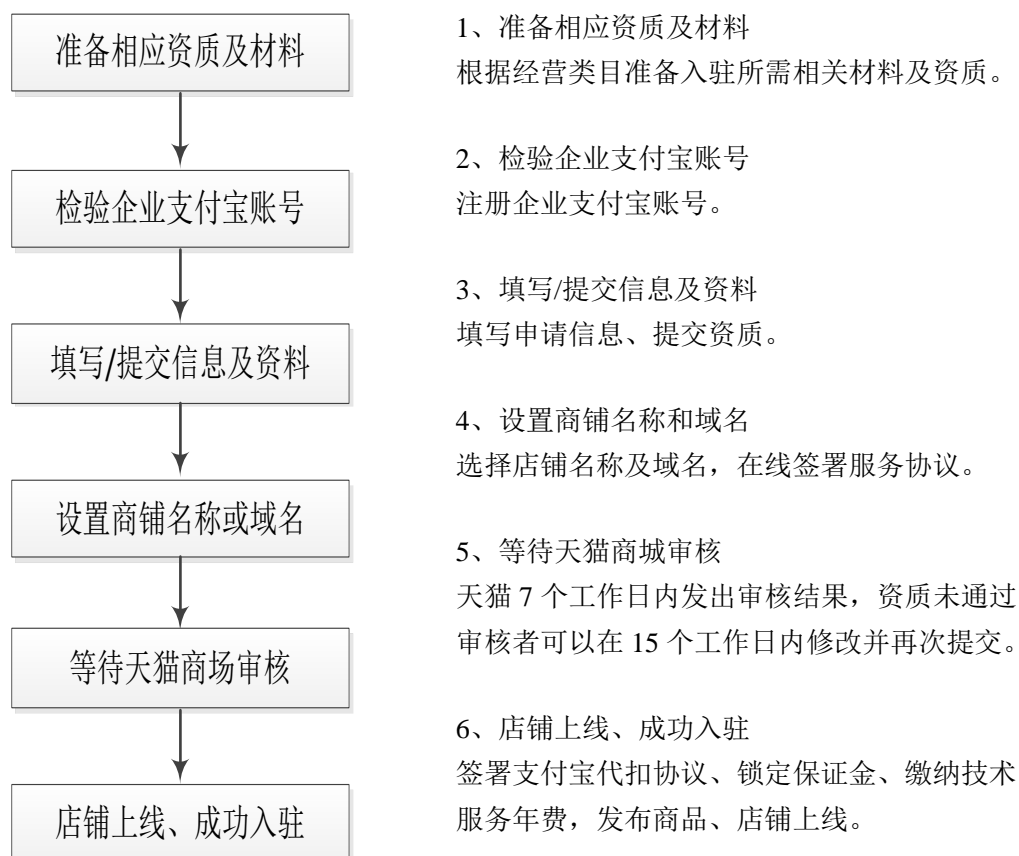 准备相应资质及材料
检验企业支付宝账号
填写/提交信息及资料
设置商铺名称或域名
等待天猫商场审核
店铺上线、成功入驻
1、准备相应资质及材料
根据经营类目准备入驻所需相关材料及资质。
2、检验企业支付宝账号
注册企业支付宝账号。
3、填写/提交信息及资料
填写申请信息、提交资质。
4、设置商铺名称和域名
选择店铺名称及域名，在线签署服务协议。
5、等待天猫商城审核
天猫 7 个工作日内发出审核结果，资质未通过
审核者可以在 15 个工作日内修改并再次提交。
6、店铺上线、成功入驻
签署支付宝代扣协议、锁定保证金、缴纳技术
服务年费，发布商品、店铺上线。